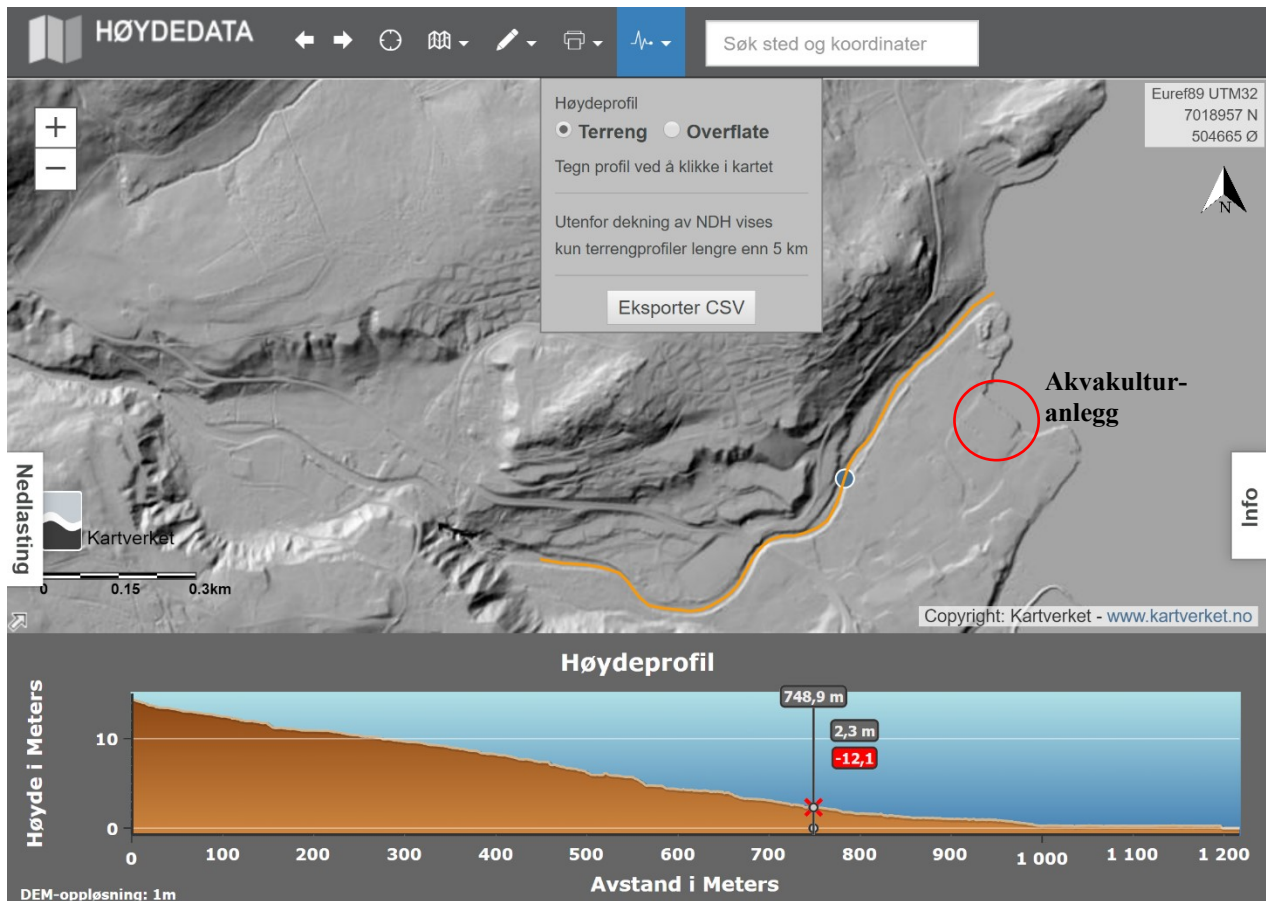 HØYDEDATA
Søk sted og koordinater
Høydeprofil
Terreng Overflate
Tegn profil ved å klikke i kartet
Utenfor dekning av NDH vises
kun terrengprofiler lengre enn 5 km
Eksporter CSV
Euref89 UTM32
7018957 N
504665 Ø
N
+
−
Akvakultur-
anlegg
Nedlasting
Info
Kartverket
0 0.15 0.3km
Copyright: Kartverket - www.kartverket.no
Høydeprofil
Høyde i Meters
10
0
748,9 m
2,3 m
-12,1
0 100 200 300 400 500 600 700 800 900 1 000 1 100 1 200
Avstand i Meters
DEM-oppløsning: 1m